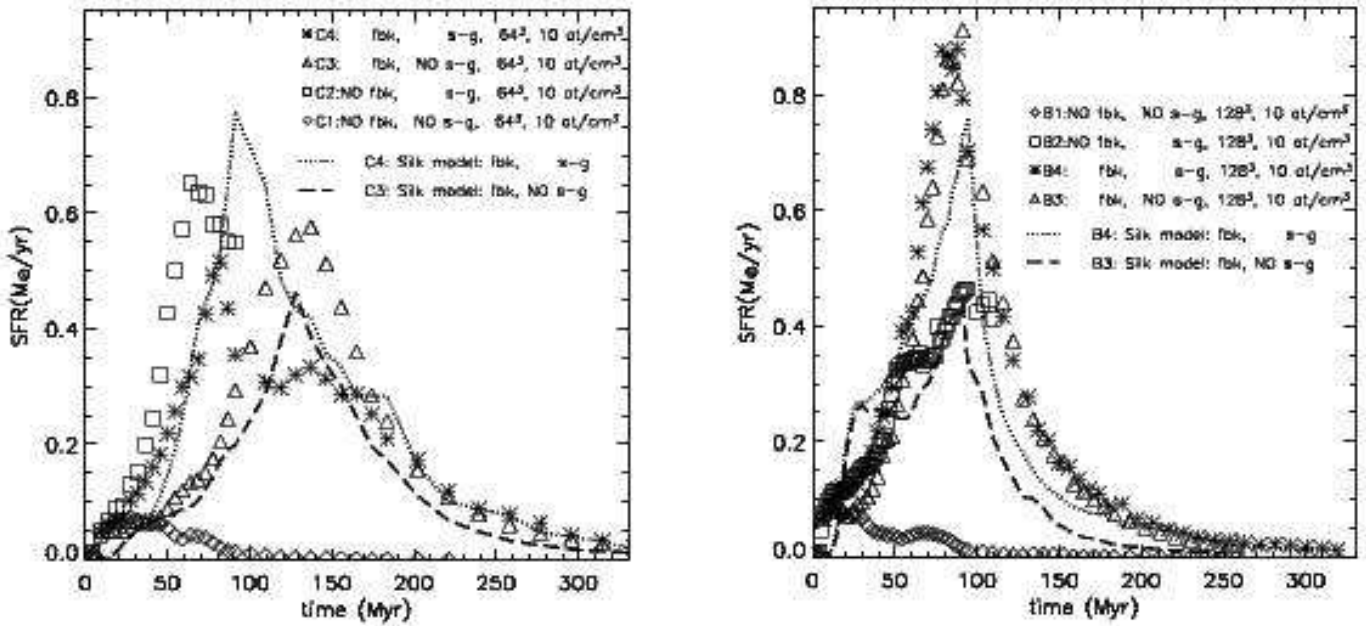 C4: fbk, s-g, 64³, 10 at/cm³
C3: fbk, NO s-g, 64³, 10 at/cm³
C2:NO fbk, s-g, 64³, 10 at/cm³
C1:NO fbk, NO s-g, 64³, 10 at/cm³
C4: Silk model: fbk, s-g
C3: Silk model: fbk, NO s-g
SFR(Me/yr)
0.8
0.6
0.4
0.2
0.0
0 50 100 150 200 250 300
time (Myr)
B1:NO fbk, NO s-g, 128³, 10 at/cm³
B2:NO fbk, s-g, 128³, 10 at/cm³
B4: fbk, s-g, 128³, 10 at/cm³
B3: fbk, NO s-g, 128³, 10 at/cm³
B4: Silk model: fbk, s-g
B3: Silk model: fbk, NO s-g
SFR(Me/yr)
0.8
0.6
0.4
0.2
0.0
0 50 100 150 200 250 300
time (Myr)